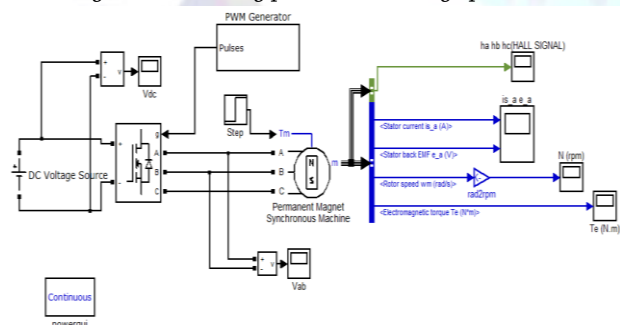 PWM Generator
Pulses
ha hb hc(HALL SIGNAL)
+
-
v
Vdc
is_a e_a
Step
Tm
<Stator current is_a (A)>
g
+
A
A
N
m
<Stator back EMF e_a (V)>
N (rpm)
DC Voltage Source
B
B
S
<Rotor speed wm (rad/s)>
-
C
C
rad2rpm
Permanent Magnet
Synchronous Machine
<Electromagnetic torque Te (N*m)>
Te (N.m)
+
-
v
Vab
Continuous
powergui